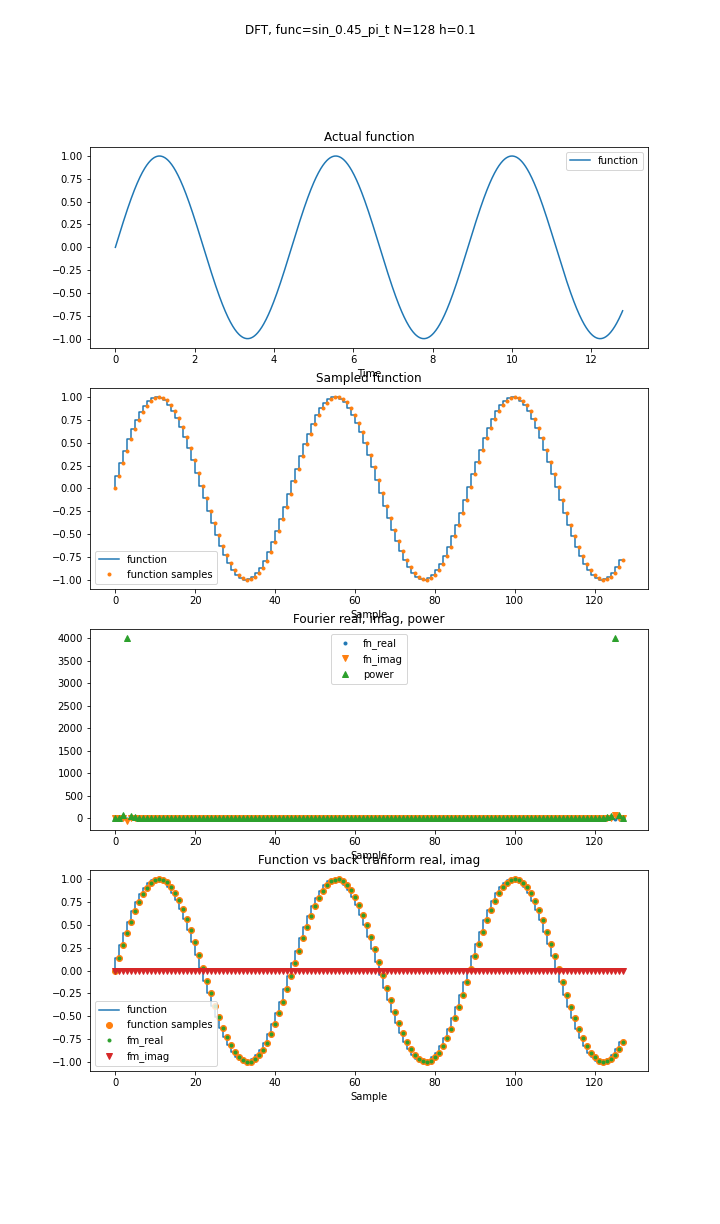 DFT, func=sin_0.45_pi_t N=128 h=0.1
Actual function
1.00
0.75
0.50
0.25
0.00
−0.25
−0.50
−0.75
−1.00
function
0 2 4 6 8 10 12
Time
Sampled function
1.00
0.75
0.50
0.25
0.00
−0.25
−0.50
−0.75
−1.00
function
function samples
0 20 40 60 80 100 120
Sample
Fourier real, imag, power
4000
3500
3000
2500
2000
1500
1000
500
0
fn_real
fn_imag
power
0 20 40 60 80 100 120
Sample
Function vs back tranform real, imag
1.00
0.75
0.50
0.25
0.00
−0.25
−0.50
−0.75
−1.00
function
function samples
fm_real
fm_imag
0 20 40 60 80 100 120
Sample